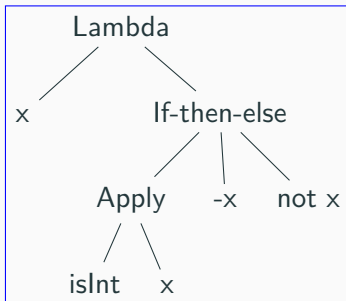 Lambda
x If-then-else
Apply -x not x
isInt x